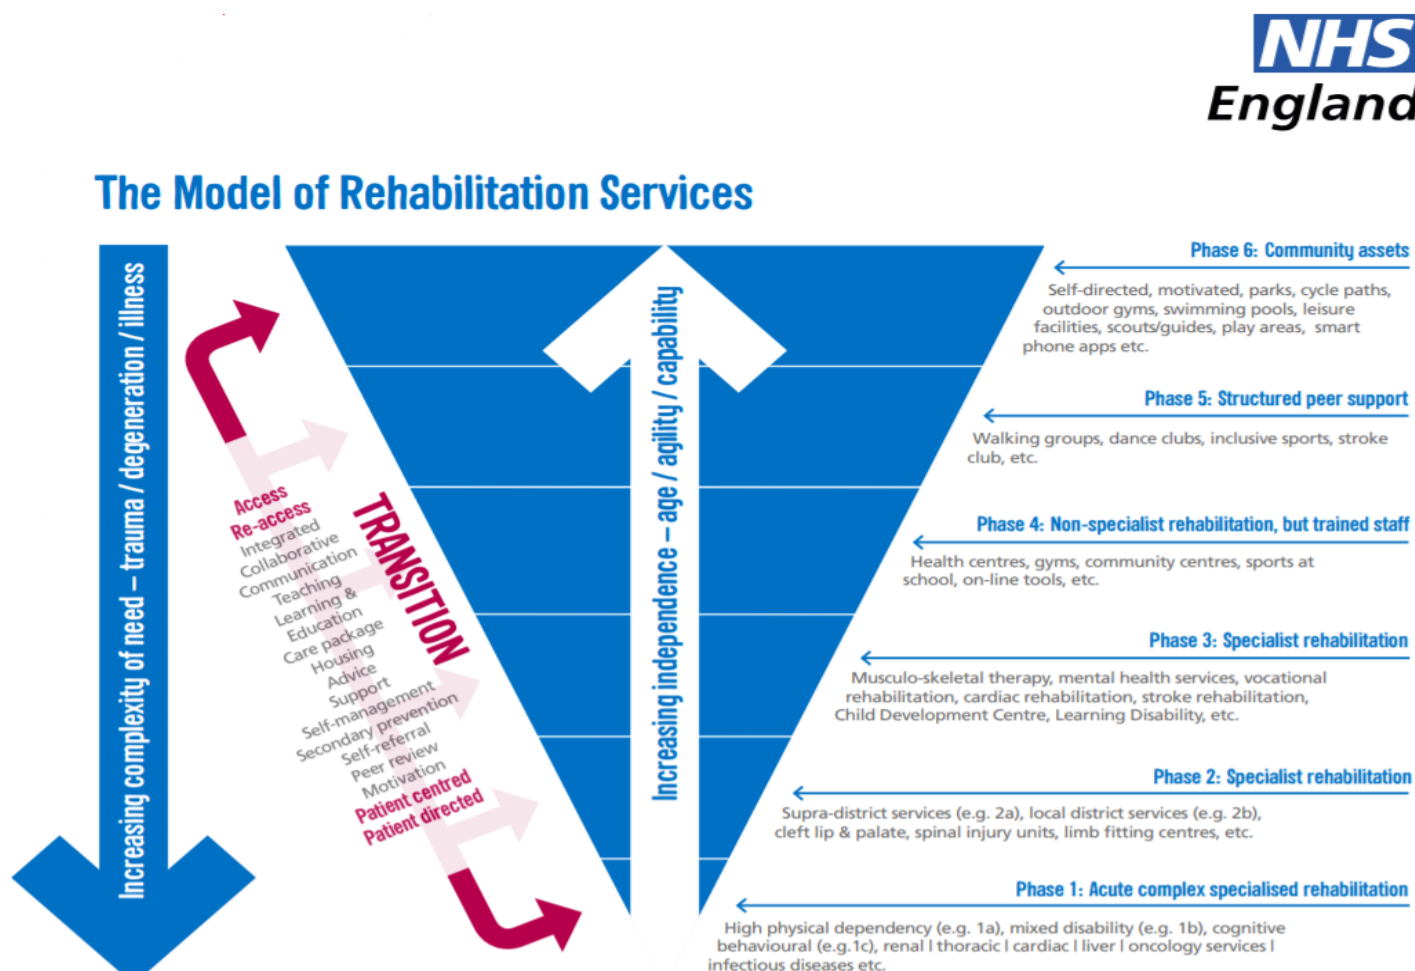 NHS
England
The Model of Rehabilitation Services
Increasing complexity of need – trauma / degeneration / illness
Access
Re-access
Integrated
Collaborative
Communication
Teaching
Learning &
Education
Care package
Housing
Advice
Support
Self-management
Secondary prevention
Self-referral
Peer review
Motivation
Patient centred
Patient directed
TRANSITION
Increasing independence – age / agility / capability
Phase 6: Community assets
Self-directed, motivated, parks, cycle paths,
outdoor gyms, swimming pools, leisure
facilities, scouts/guides, play areas, smart
phone apps etc.
Phase 5: Structured peer support
Walking groups, dance clubs, inclusive sports, stroke
club, etc.
Phase 4: Non-specialist rehabilitation, but trained staff
Health centres, gyms, community centres, sports at
school, on-line tools, etc.
Phase 3: Specialist rehabilitation
Musculo-skeletal therapy, mental health services, vocational
rehabilitation, cardiac rehabilitation, stroke rehabilitation,
Child Development Centre, Learning Disability, etc.
Phase 2: Specialist rehabilitation
Supra-district services (e.g. 2a), local district services (e.g. 2b),
cleft lip & palate, spinal injury units, limb fitting centres, etc.
Phase 1: Acute complex specialised rehabilitation
High physical dependency (e.g. 1a), mixed disability (e.g. 1b), cognitive
behavioural (e.g.1c), renal l thoracic l cardiac l liver l oncology services l
infectious diseases etc.